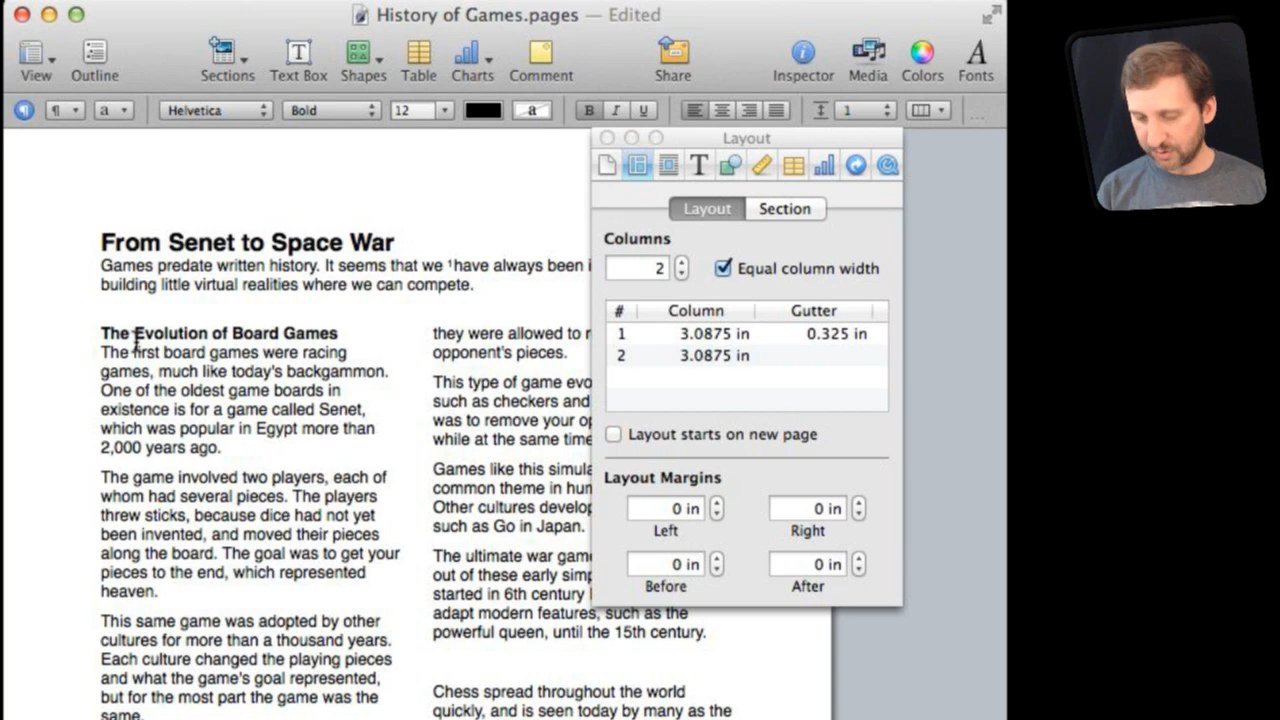 History of Games.pages — Edited
View
Outline
Sections
Text Box
Shapes
Table
Charts
Comment
Share
Inspector
Media
Colors
Fonts
¶
a
Helvetica
Bold
12
a
B I U
1
Layout
T
Layout
Section
Columns
2
Equal column width
# Column Gutter
1 3.0875 in 0.325 in
2 3.0875 in
Layout starts on new page
Layout Margins
0 in
0 in
Left
Right
0 in
0 in
Before
After
From Senet to Space War
Games predate written history. It seems that we ¹have always been
building little virtual realities where we can compete.
The Evolution of Board Games
The first board games were racing
games, much like today's backgammon.
One of the oldest game boards in
existence is for a game called Senet,
which was popular in Egypt more than
2,000 years ago.
The game involved two players, each of
whom had several pieces. The players
threw sticks, because dice had not yet
been invented, and moved their pieces
along the board. The goal was to get your
pieces to the end, which represented
heaven.
This same game was adopted by other
cultures for more than a thousand years.
Each culture changed the playing pieces
and what the game's goal represented,
but for the most part the game was the
same.
they were allowed to
opponent's pieces.
This type of game evo
such as checkers and
was to remove your op
while at the same time
Games like this simula
common theme in hum
Other cultures develop
such as Go in Japan.
The ultimate war game
out of these early simp
started in 6th century
adapt modern features, such as the
powerful queen, until the 15th century.
Chess spread throughout the world
quickly, and is seen today by many as the